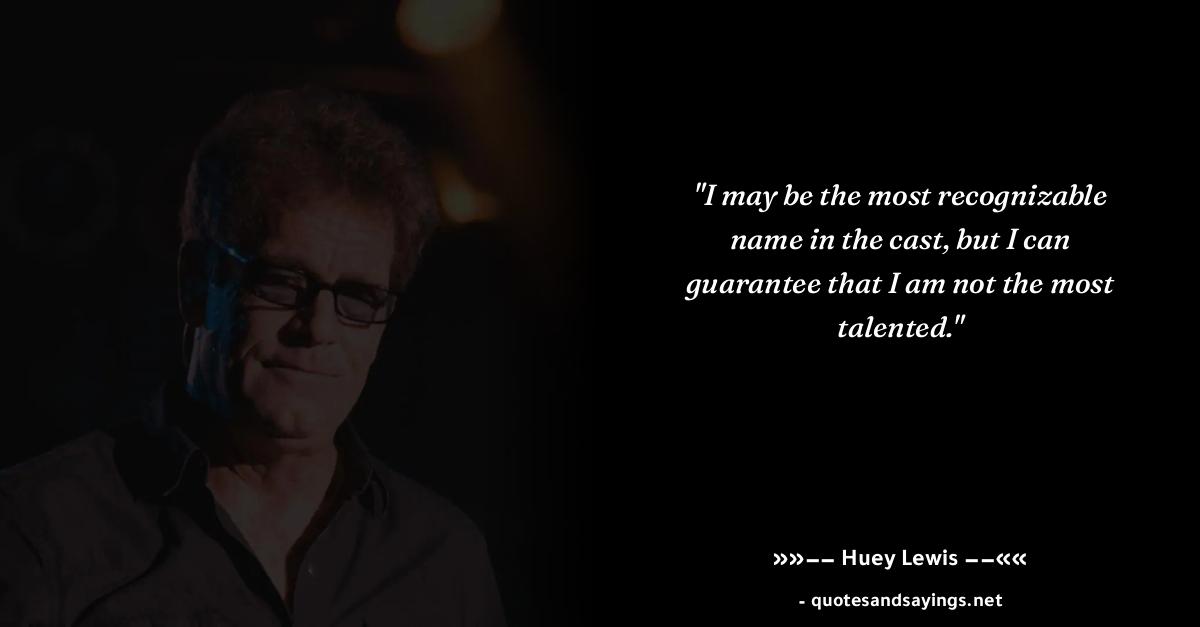 "I may be the most recognizable
name in the cast, but I can
guarantee that I am not the most
talented."
»»–– Huey Lewis ––««
- quotesandsayings.net